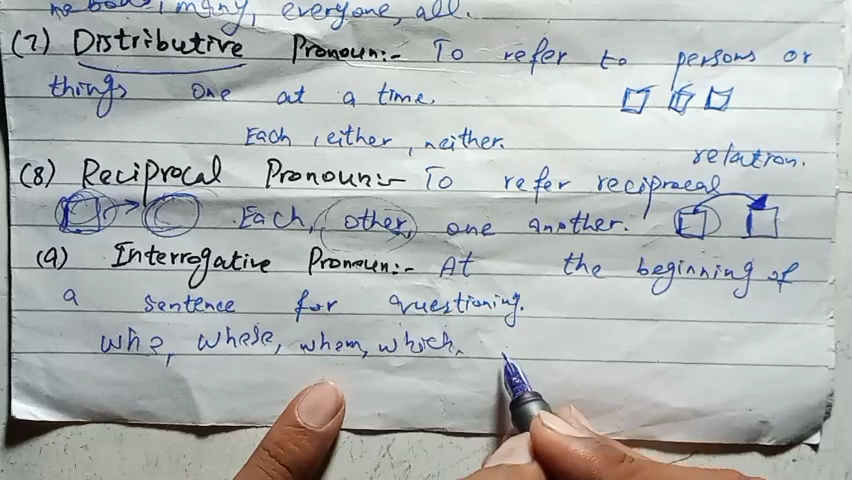 many, everyone, all.
(7) Distributive Pronoun:- To refer to persons or
things one at a time.
Each, either, neither.
relation.
(8) Reciprocal Pronoun:- To refer reciprocal
Each, other, one another.
(9) Interrogative Pronoun:- At the beginning of
a sentence for questioning.
Who, whose, whom, which.